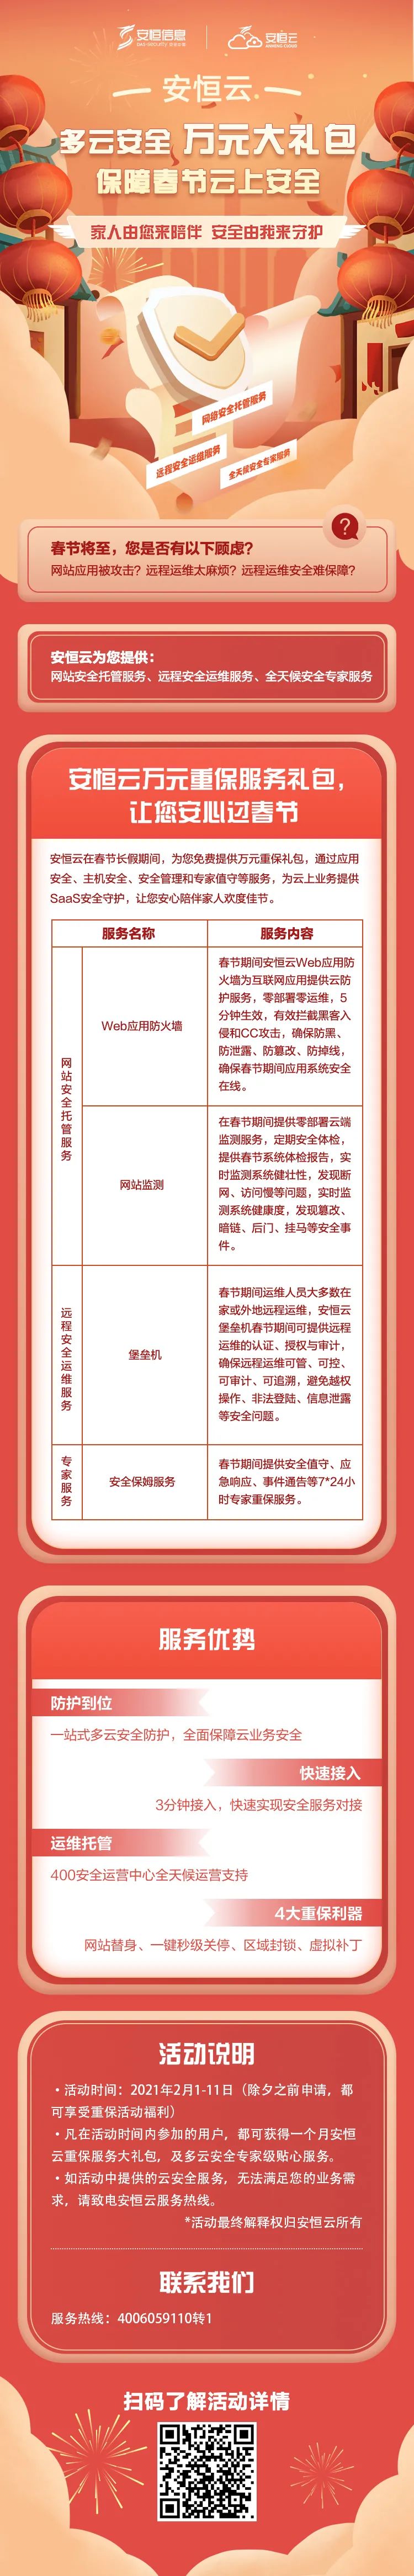 安恒信息
DAS-security
安恒云
安恒云
多云安全 万元大礼包
保障春节云上安全
家人由您来陪伴 安全由我来守护
网络安全托管服务
远程安全运维服务
全天候安全专家服务
?
春节将至，您是否有以下顾虑?
网站应用被攻击？远程运维太麻烦？远程运维安全难保障？
安恒云为您提供：
网站安全托管服务、远程安全运维服务、全天候安全专家服务
安恒云万元重保服务礼包，
让您安心过春节
安恒云在春节长假期间，为您免费提供万元重保礼包，通过应用
安全、主机安全、安全管理和专家值守等服务，为云上业务提供
SaaS安全守护，让您安心陪伴家人欢度佳节。
服务名称
服务内容
网站安全托管服务
Web应用防火墙
春节期间安恒云Web应用防
火墙为互联网应用提供云防
护服务，零部署零运维，5
分钟生效，有效拦截黑客入
侵和CC攻击，确保防黑、
防泄露、防篡改、防掉线，
确保春节期间应用系统安全
在线。
网站监测
在春节期间提供零部署云端
监测服务，定期安全体检，
提供春节系统体检报告，实
时监测系统健壮性，发现断
网、访问慢等问题，实时监
测系统健康度，发现篡改、
暗链、后门、挂马等安全事
件。
远程安全运维服务
堡垒机
春节期间运维人员大多数在
家或外地远程运维，安恒云
堡垒机春节期间可提供远程
运维的认证、授权与审计，
确保远程运维可管、可控、
可审计、可追溯，避免越权
操作、非法登陆、信息泄露
等安全问题。
专家服务
安全保姆服务
春节期间提供安全值守、应
急响应、事件通告等7*24小
时专家重保服务。
服务优势
防护到位
一站式多云安全防护，全面保障云业务安全
快速接入
3分钟接入，快速实现安全服务对接
运维托管
400安全运营中心全天候运营支持
4大重保利器
网站替身、一键秒级关停、区域封锁、虚拟补丁
活动说明
·活动时间：2021年2月1-11日（除夕之前申请，都
可享受重保活动福利）
·凡在活动时间内参加的用户，都可获得一个月安恒
云重保服务大礼包，及多云安全专家级贴心服务。
·如活动中提供的云安全服务，无法满足您的业务需
求，请致电安恒云服务热线。
*活动最终解释权归安恒云所有
联系我们
服务热线：4006059110转1
扫码了解活动详情